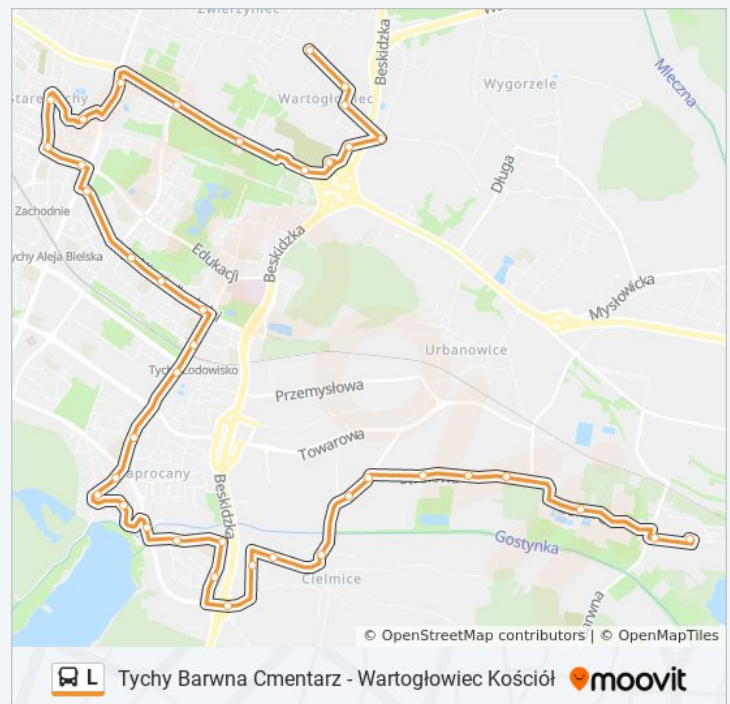 Zwierzyniec
Stare Tychy
Wartogłowiec
Beskidzka
Wygorzele
Mleczna
Długa
Zachodnie
Tychy Aleja Bielska
Edukacji
Beskidzka
Mysłowicka
Urbanowice
Tychy Lodowisko
Przemysłowa
Towarowa
Paprocany
Beskidzka
Gostynka
Cielmice
© OpenStreetMap contributors | © OpenMapTiles
L Tychy Barwna Cmentarz - Wartogłowiec Kościół moovit